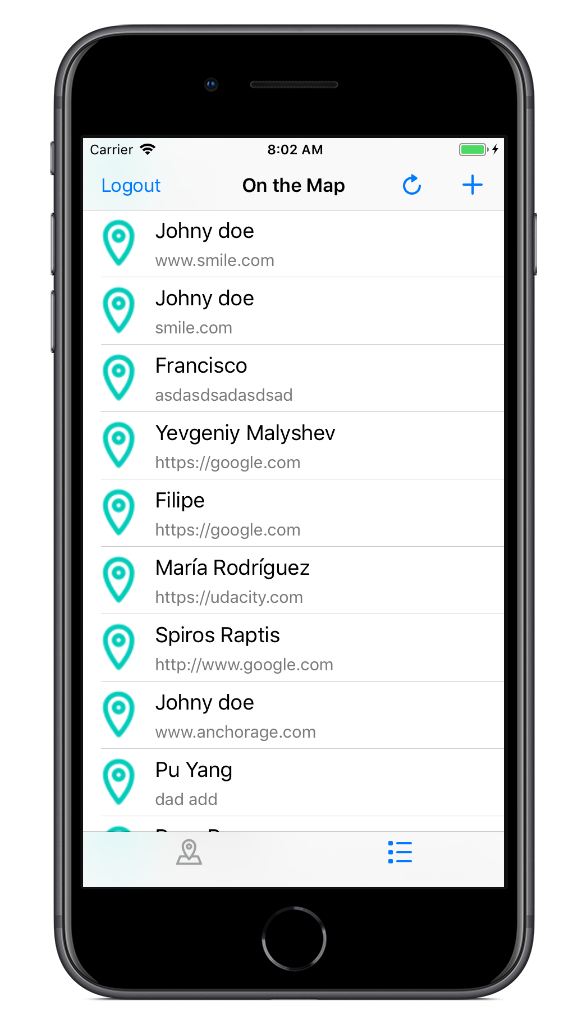 Carrier 8:02 AM
Logout On the Map
Johny doe
www.smile.com
Johny doe
smile.com
Francisco
asdasdsadasdsad
Yevgeniy Malyshev
https://google.com
Filipe
https://google.com
María Rodríguez
https://udacity.com
Spiros Raptis
http://www.google.com
Johny doe
www.anchorage.com
Pu Yang
dad add